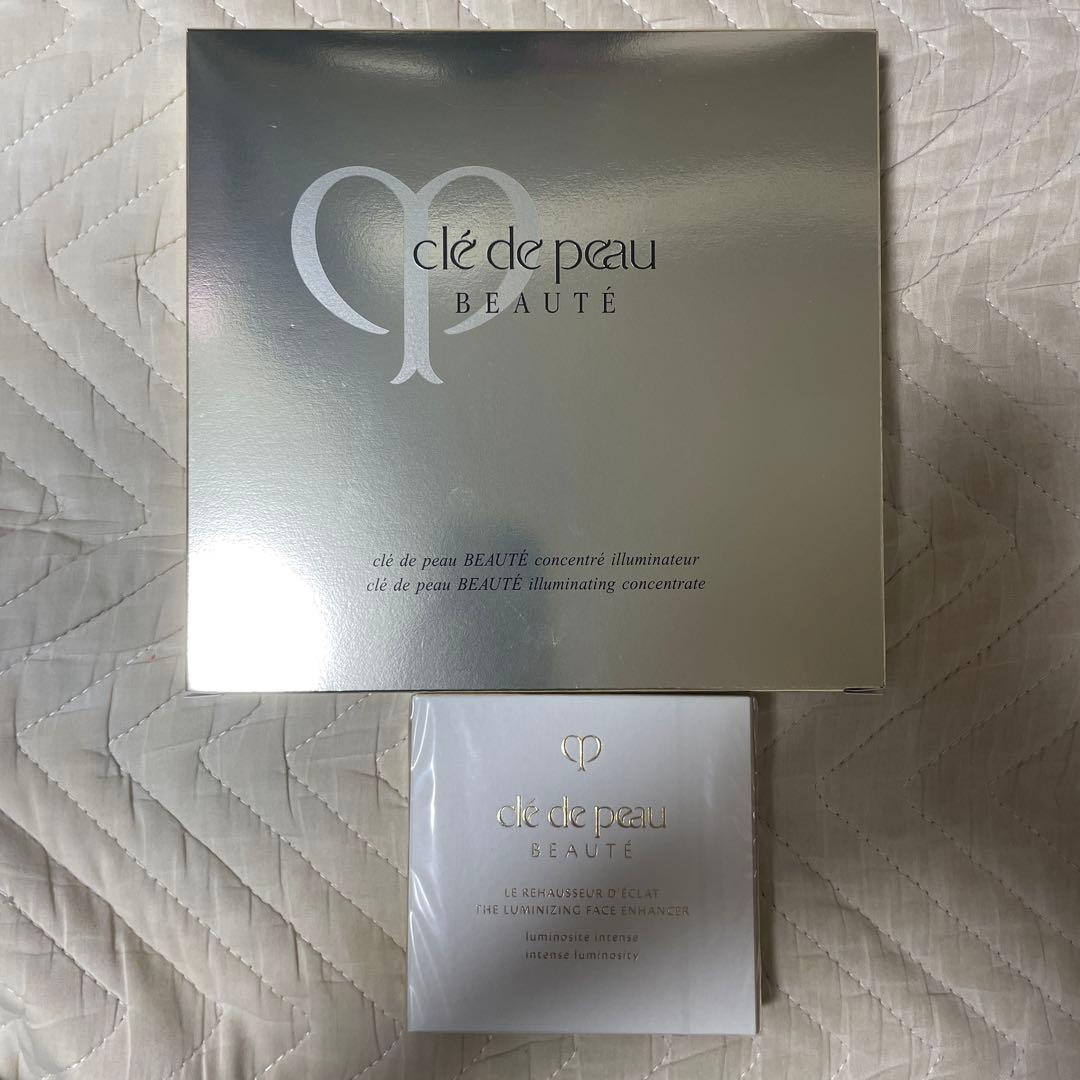 clé de peau
BEAUTÉ
clé de peau BEAUTÉ concentré illuminateur
clé de peau BEAUTÉ illuminating concentrate
clé de peau
BEAUTÉ
LE REHAUSSEUR D'ÉCLAT
THE LUMINIZING FACE ENHANCER
luminosité intense
intense luminosity